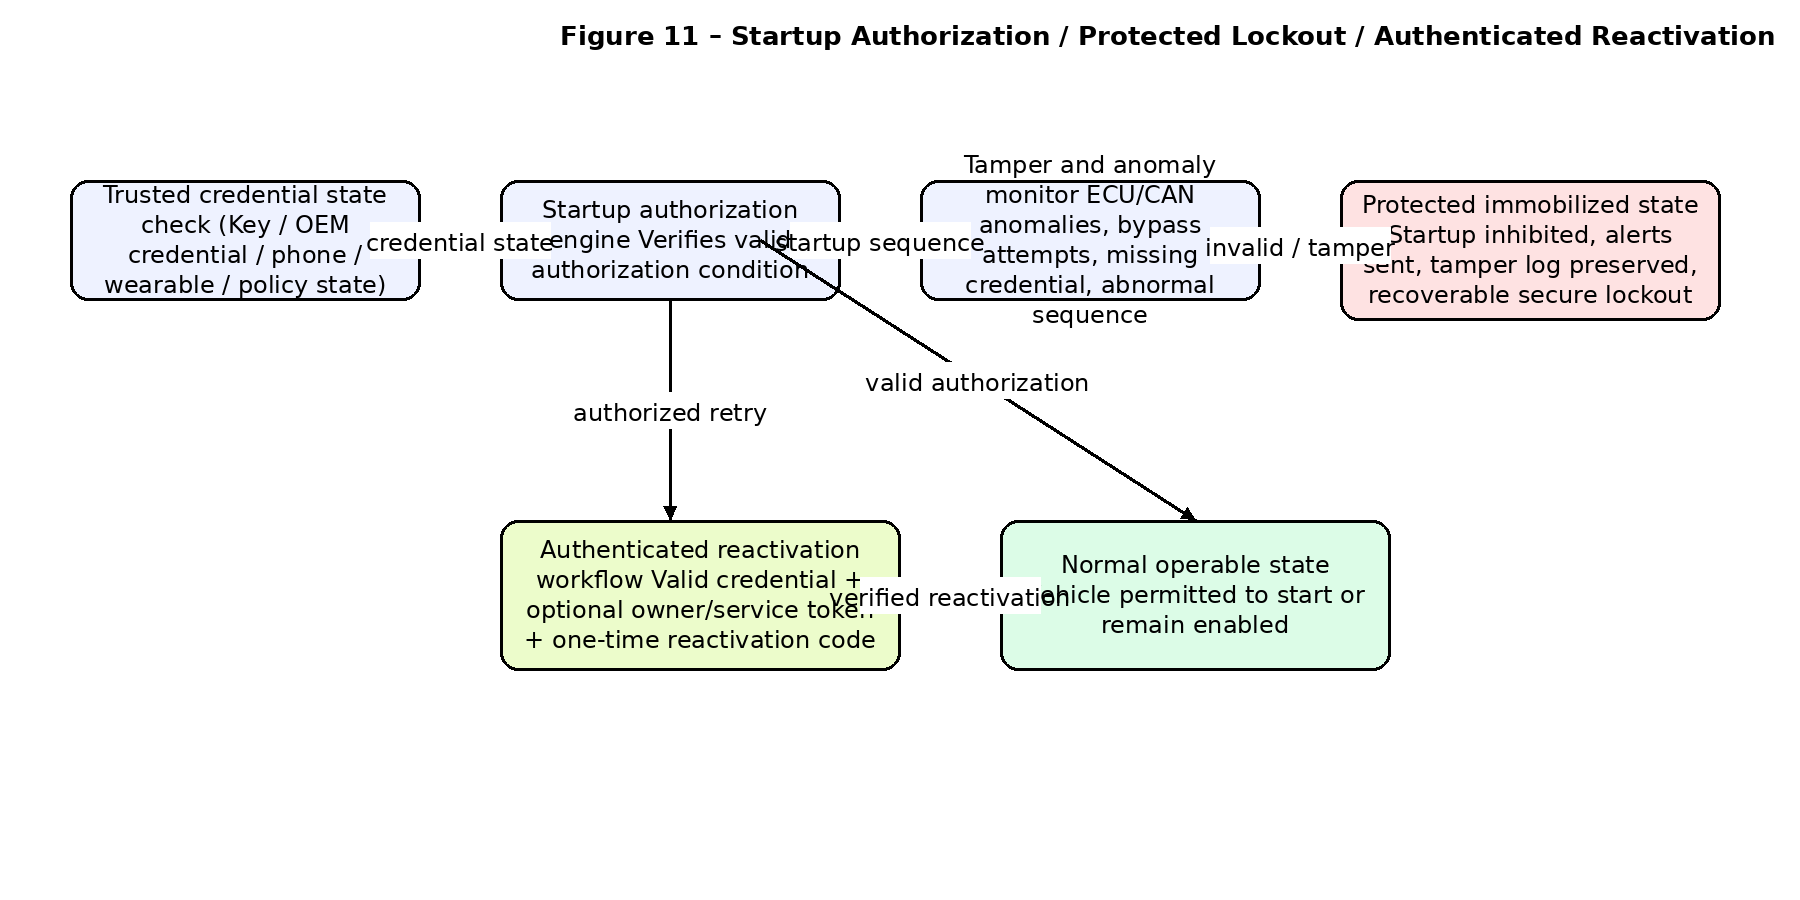 Figure 11 – Startup Authorization / Protected Lockout / Authenticated Reactivation
Trusted credential state
check (Key / OEM
credential / phone /
wearable / policy state)
credential state
Startup authorization
engine Verifies valid
authorization condition
startup sequence
Tamper and anomaly
monitor ECU/CAN
anomalies, bypass
attempts, missing
credential, abnormal
sequence
invalid / tamper
Protected immobilized state
Startup inhibited, alerts
sent, tamper log preserved,
recoverable secure lockout
valid authorization
authorized retry
Authenticated reactivation
workflow Valid credential +
optional owner/service token
+ one-time reactivation code
verified reactivation
Normal operable state
Vehicle permitted to start or
remain enabled